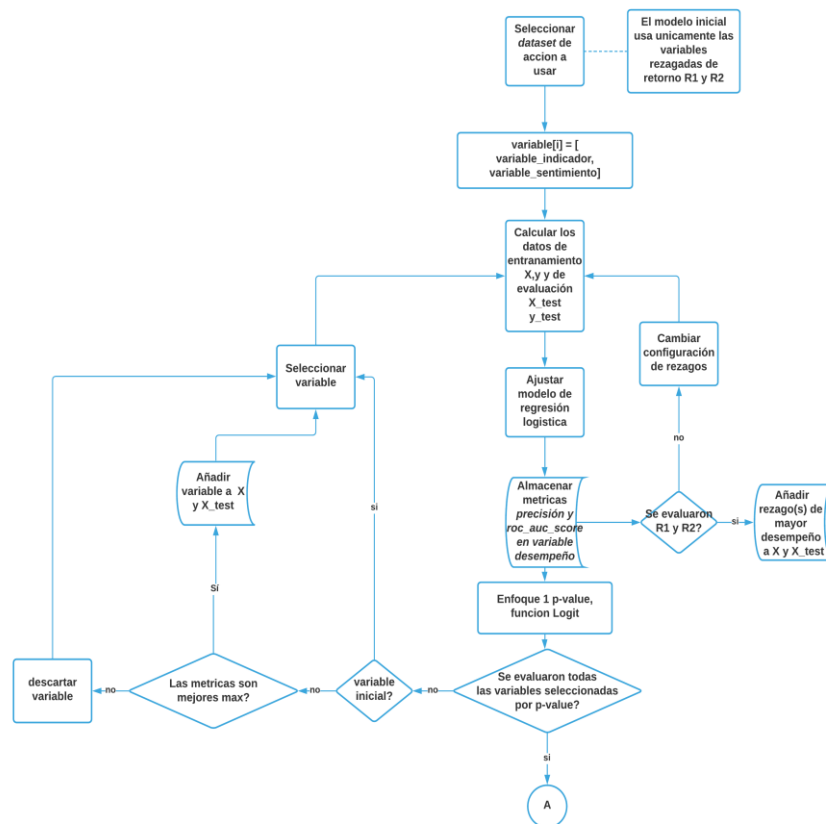 Seleccionar
dataset de
accion a
usar
El modelo inicial
usa unicamente las
variables
rezagadas de
retorno R1 y R2
variable[i] = [
variable_indicador,
variable_sentimiento]
Calcular los
datos de
entranamiento
X,y y de
evaluación
X_test
y_test
Cambiar
configuración
de rezagos
Seleccionar
variable
Ajustar
modelo de
regresión
logistica
no
Añadir
variable a X
y X_test
Almacenar
metricas
precisión y
roc_auc_score
en variable
desempeño
Se evaluaron
R1 y R2?
si
Añadir
rezago(s) de
mayor
desempeño
a X y X_test
si
Enfoque 1 p-value,
funcion Logit
Sí
descartar
variable
no
Las metricas son
mejores max?
no
variable
inicial?
no
Se evaluaron todas
las variables seleccionadas
por p-value?
si
A